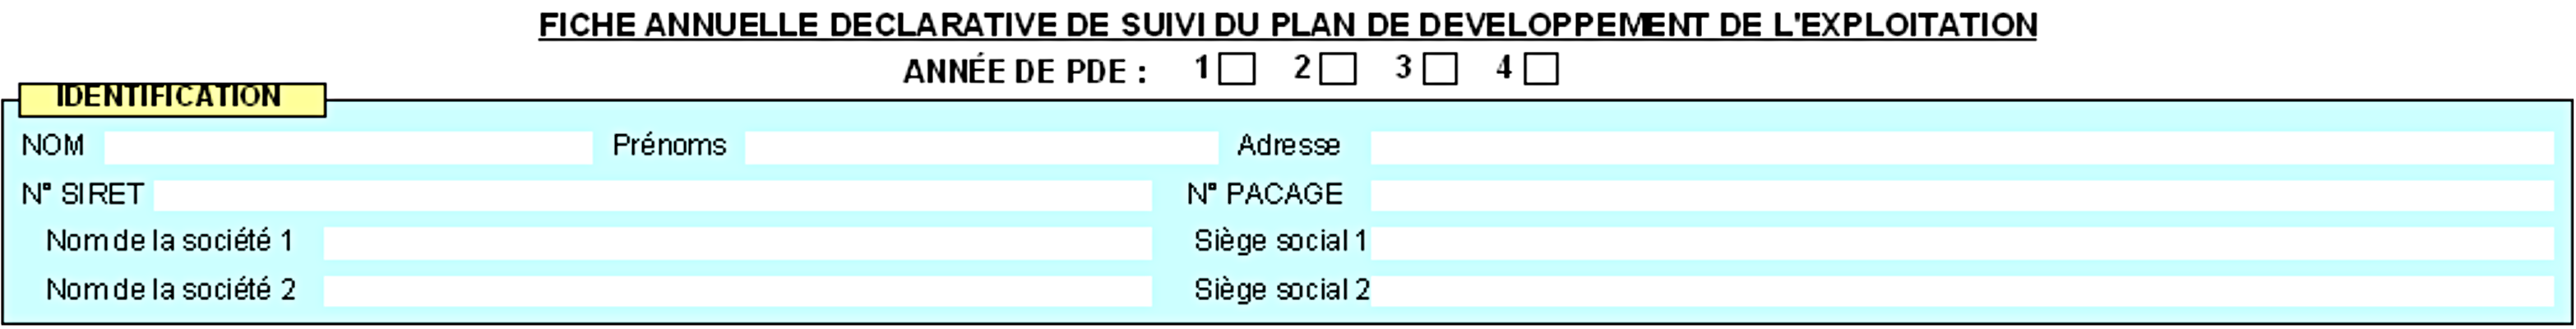 FICHE ANNUELLE DECLARATIVE DE SUIVI DU PLAN DE DEVELOPPEMENT DE L'EXPLOITATION
ANNÉE DE PDE : 1 2 3 4
IDENTIFICATION
NOM Prénoms Adresse
N° SIRET N° PACAGE
Nom de la société 1 Siège social 1
Nom de la société 2 Siège social 2